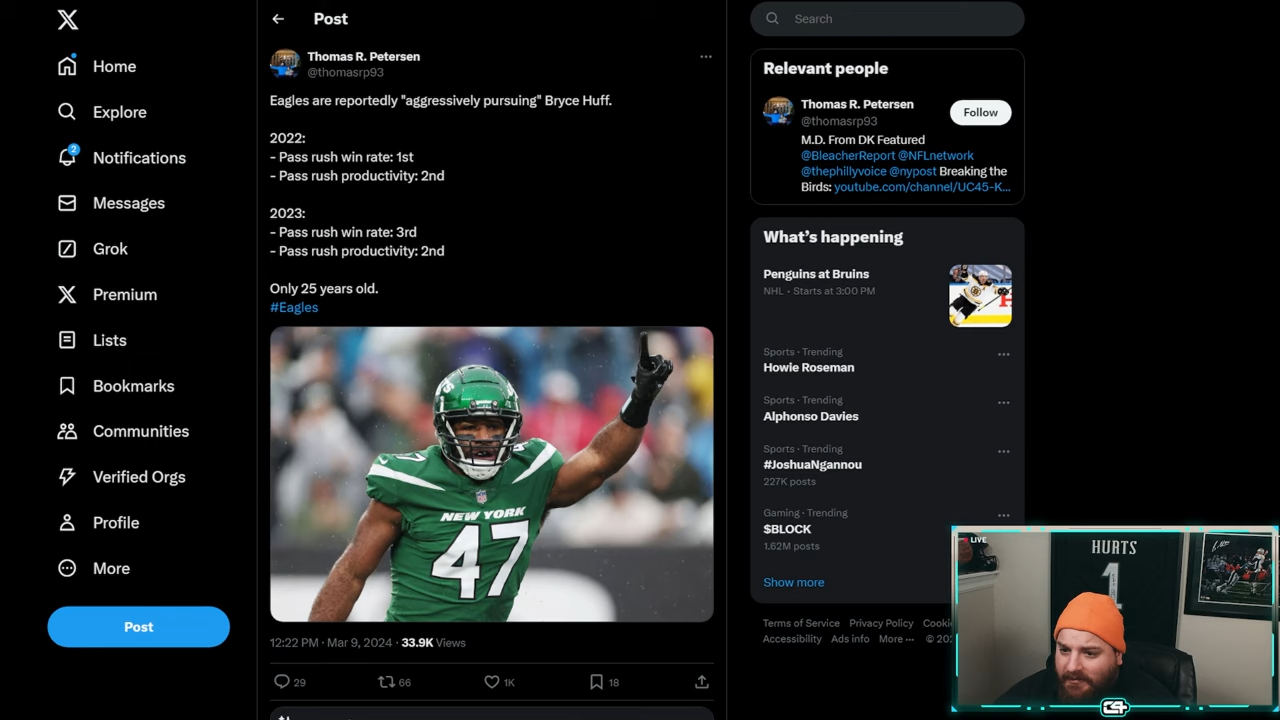 Home
Explore
2
Notifications
Messages
Grok
Premium
Lists
Bookmarks
Communities
Verified Orgs
Profile
More
Post
Post
Thomas R. Petersen
@thomasrp93
Eagles are reportedly "aggressively pursuing" Bryce Huff.
2022:
- Pass rush win rate: 1st
- Pass rush productivity: 2nd
2023:
- Pass rush win rate: 3rd
- Pass rush productivity: 2nd
Only 25 years old.
#Eagles
NEW YORK
47
12:22 PM · Mar 9, 2024 · 33.9K Views
29 66 1K 18
Search
Relevant people
Thomas R. Petersen
@thomasrp93
Follow
M.D. From DK Featured
@BleacherReport @NFLnetwork
@thephillyvoice @nypost Breaking the
Birds: youtube.com/channel/UC45-K...
What's happening
Penguins at Bruins
NHL · Starts at 3:00 PM
Sports · Trending
Howie Roseman
Sports · Trending
Alphonso Davies
Sports · Trending
#JoshuaNgannou
227K posts
Gaming · Trending
$BLOCK
1.62M posts
Show more
Terms of Service Privacy Policy
Accessibility Ads info More ··· ©
LIVE
HURTS
1